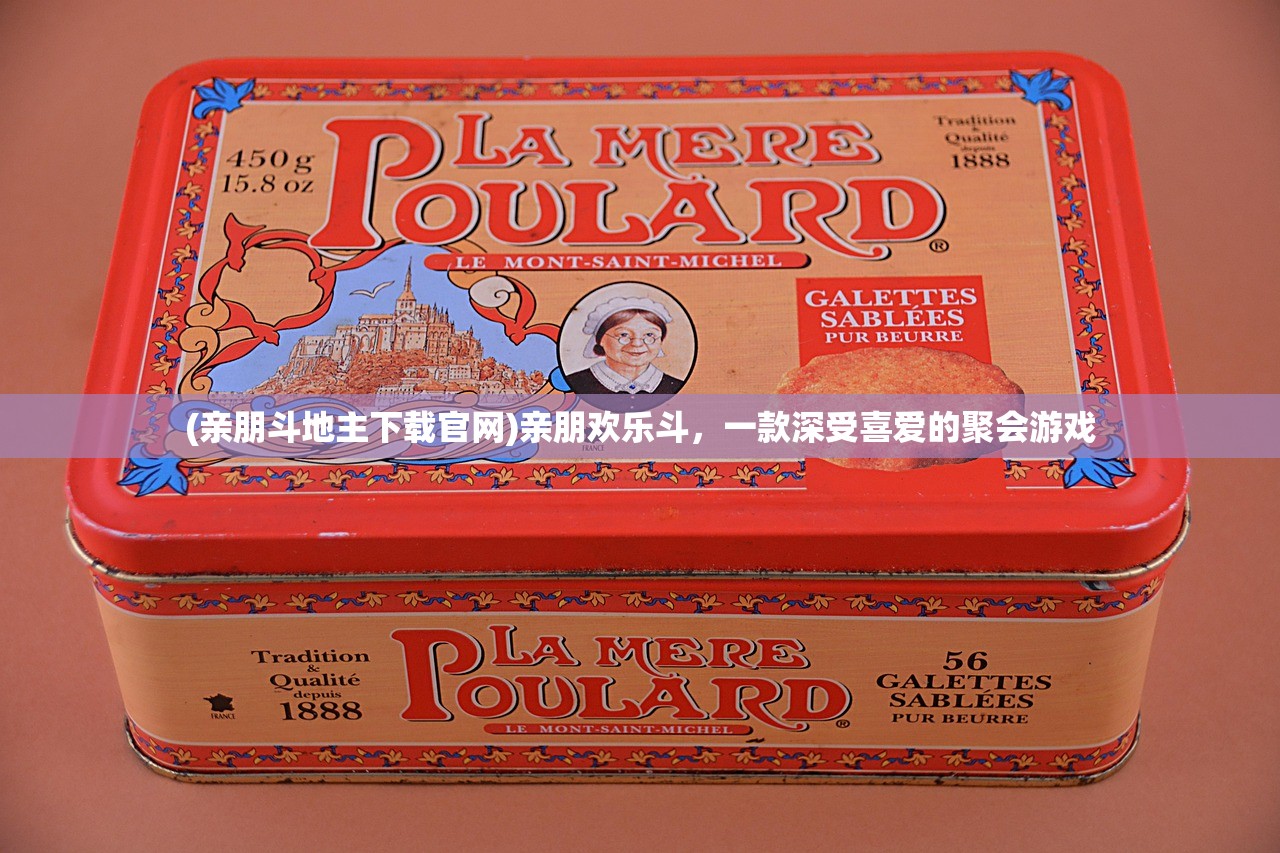 450 g
15.8 oz
LA MERE
POULARD®
LE MONT-SAINT-MICHEL
Tradition
&
Qualité
depuis
1888
GALETTES
SABLÉES
PUR BEURRE
(亲朋斗地主下载官网)亲朋欢乐斗，一款深受喜爱的聚会游戏
FRANCE
FRANCE
Tradition
&
Qualité
depuis
1888
LA MERE
POULARD®
LE MONT-SAINT-MICHEL
56
GALETTES
SABLÉES
PUR BEURRE